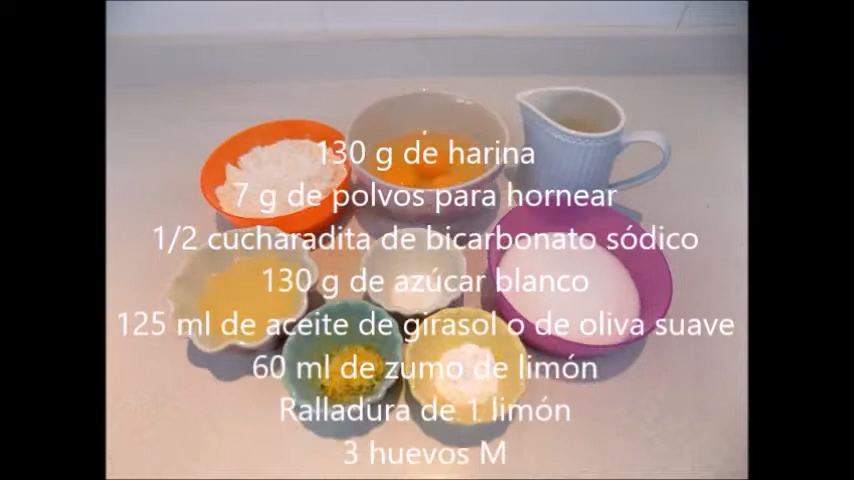 130 g de harina
7 g de polvos para hornear
1/2 cucharadita de bicarbonato sódico
130 g de azúcar blanco
125 ml de aceite de girasol o de oliva suave
60 ml de zumo de limón
Ralladura de 1 limón
3 huevos M